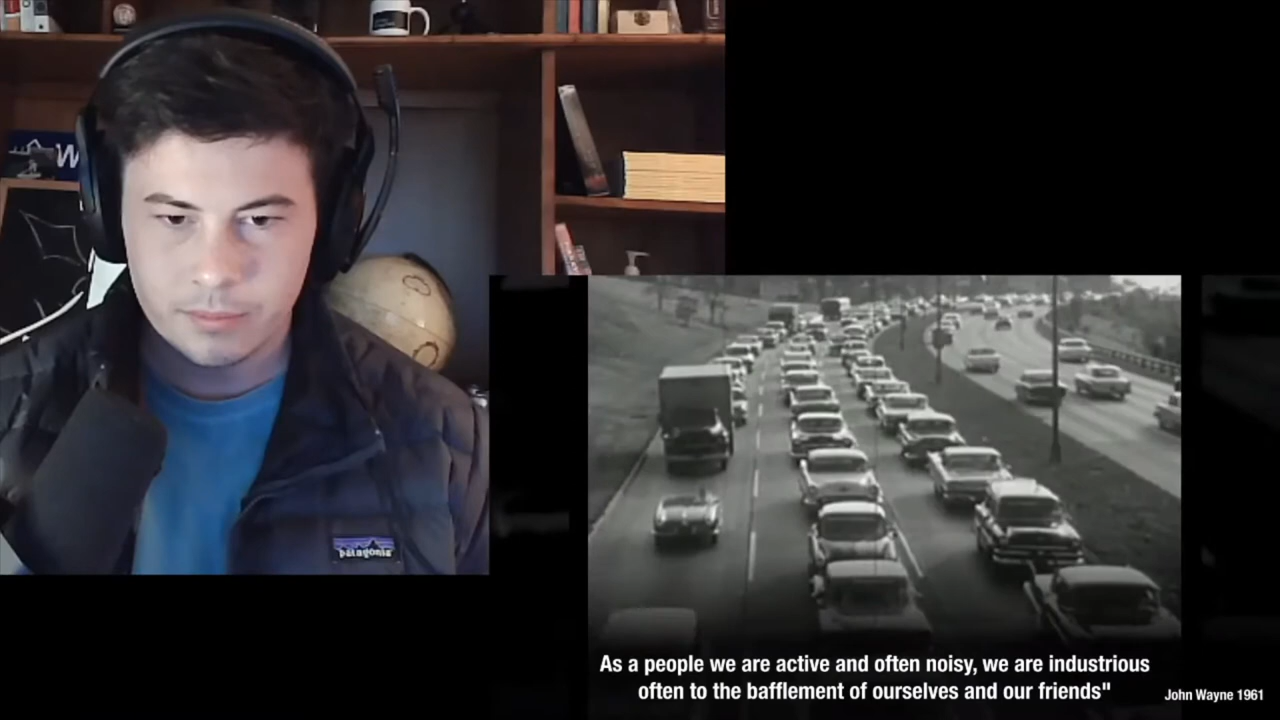 W
patagonia
As a people we are active and often noisy, we are industrious
often to the bafflement of ourselves and our friends"
John Wayne 1961